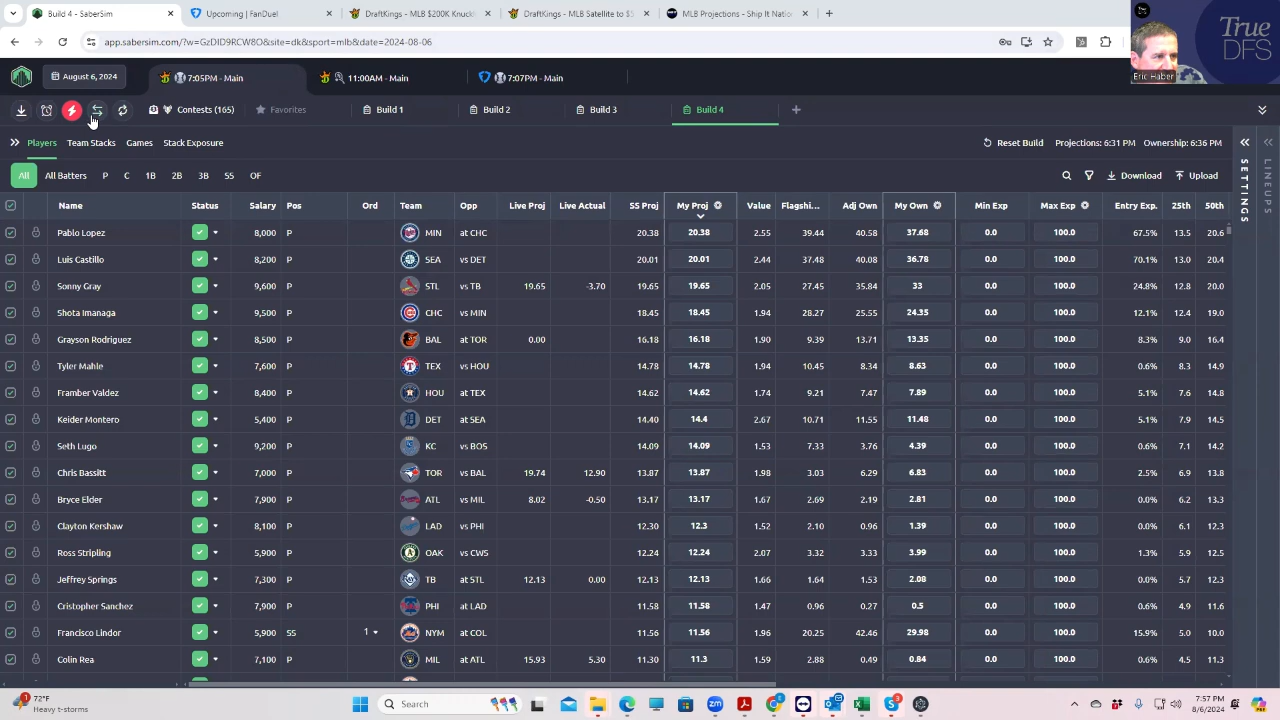 Build 4 - SaberSim
Upcoming | FanDuel
DraftKings - MLB $200K Knuckl
DraftKings - MLB Satellite to $3
MLB Projections - Ship It Natio
app.sabersim.com/?w=GzDID9RCW8O&site=dk&sport=mlb&date=2024-08-06
True
DFS
Eric Haber
August 6, 2024
7:05PM - Main
11:00AM - Main
7:07PM - Main
Contests (165)
Favorites
Build 1
Build 2
Build 3
Build 4
Players Team Stacks Games Stack Exposure
Reset Build Projections: 6:31 PM Ownership: 6:36 PM
All All Batters P C 1B 2B 3B SS OF
Download Upload
SETTINGS
LINEUPS
Name Status Salary Pos Ord Team Opp Live Proj Live Actual SS Proj My Proj Value Flagshi... Adj Own My Own Min Exp Max Exp Entry Exp. 25th 50th
Pablo Lopez 8,000 P MIN at CHC 20.38 20.38 2.55 39.44 40.58 37.68 0.0 100.0 67.5% 13.5 20.6
Luis Castillo 8,200 P SEA vs DET 20.01 20.01 2.44 37.48 40.08 36.78 0.0 100.0 70.1% 13.0 20.4
Sonny Gray 9,600 P STL vs TB 19.65 -3.70 19.65 19.65 2.05 27.45 35.84 33 0.0 100.0 24.8% 12.8 20.0
Shota Imanaga 9,500 P CHC vs MIN 18.45 18.45 1.94 28.27 25.55 24.35 0.0 100.0 12.1% 12.4 19.0
Grayson Rodriguez 8,500 P BAL at TOR 0.00 16.18 16.18 1.90 9.39 13.71 13.35 0.0 100.0 8.3% 9.0 16.4
Tyler Mahle 7,600 P TEX vs HOU 14.78 14.78 1.94 10.45 8.34 8.63 0.0 100.0 0.6% 8.3 14.9
Framber Valdez 8,400 P HOU at TEX 14.62 14.62 1.74 9.21 7.47 7.89 0.0 100.0 5.1% 7.6 14.8
Keider Montero 5,400 P DET at SEA 14.40 14.4 2.67 10.71 11.55 11.48 0.0 100.0 5.1% 7.9 14.5
Seth Lugo 9,200 P KC vs BOS 14.09 14.09 1.53 7.33 3.76 4.39 0.0 100.0 0.6% 7.1 14.2
Chris Bassitt 7,000 P TOR vs BAL 19.74 12.90 13.87 13.87 1.98 3.03 6.29 6.83 0.0 100.0 2.5% 6.9 13.8
Bryce Elder 7,900 P ATL vs MIL 8.02 -0.50 13.17 13.17 1.67 2.69 2.19 2.81 0.0 100.0 0.0% 6.2 13.3
Clayton Kershaw 8,100 P LAD vs PHI 12.30 12.3 1.52 2.10 0.96 1.39 0.0 100.0 0.0% 6.1 12.3
Ross Stripling 5,900 P OAK vs CWS 12.24 12.24 2.07 3.32 3.33 3.99 0.0 100.0 1.3% 5.9 12.5
Jeffrey Springs 7,300 P TB at STL 12.13 0.00 12.13 12.13 1.66 1.64 1.53 2.08 0.0 100.0 0.0% 5.7 12.3
Cristopher Sanchez 7,900 P PHI at LAD 11.58 11.58 1.47 0.96 0.27 0.5 0.0 100.0 0.6% 4.9 11.6
Francisco Lindor 5,900 SS 1 NYM at COL 11.56 11.56 1.96 20.25 42.46 29.98 0.0 100.0 15.9% 5.0 10.0
Colin Rea 7,100 P MIL at ATL 15.93 5.30 11.30 11.3 1.59 2.88 0.49 0.84 0.0 100.0 0.6% 4.5 11.3
72°F
Heavy t-storms
Search
7:57 PM
8/6/2024